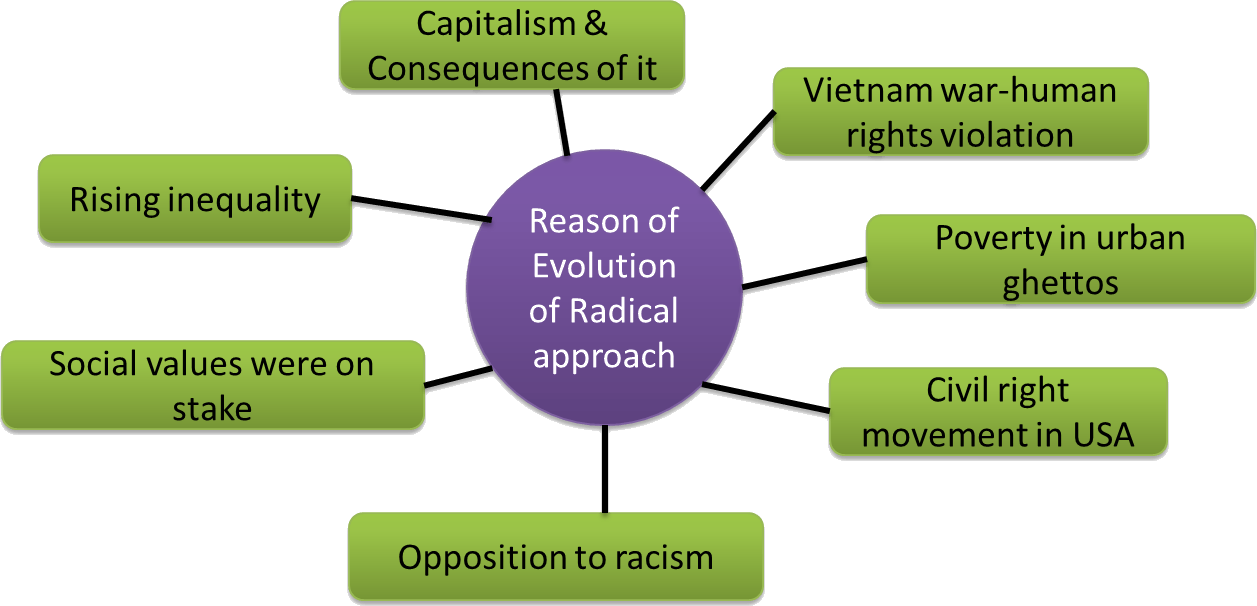 Capitalism &
Consequences of it
Vietnam war-human
rights violation
Rising inequality
Reason of
Evolution
of Radical
approach
Poverty in urban
ghettos
Social values were on
stake
Civil right
movement in USA
Opposition to racism